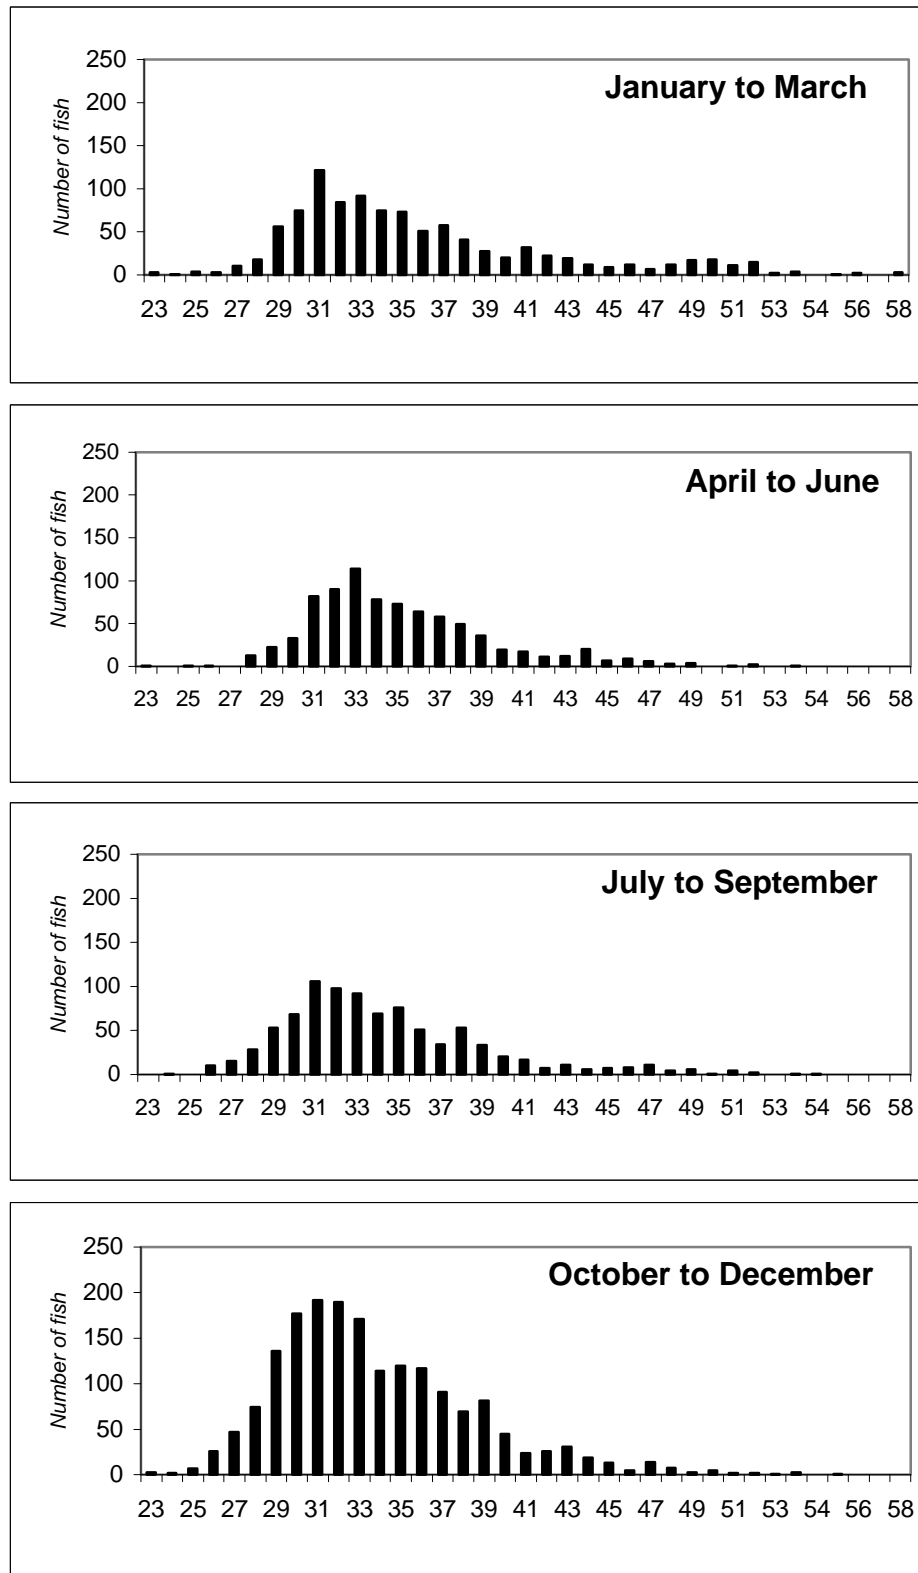 January to March
Number of fish
250
200
150
100
50
0
23 25 27 29 31 33 35 37 39 41 43 45 47 49 51 53 54 56 58
April to June
Number of fish
250
200
150
100
50
0
23 25 27 29 31 33 35 37 39 41 43 45 47 49 51 53 54 56 58
July to September
Number of fish
250
200
150
100
50
0
23 25 27 29 31 33 35 37 39 41 43 45 47 49 51 53 54 56 58
October to December
Number of fish
250
200
150
100
50
0
23 25 27 29 31 33 35 37 39 41 43 45 47 49 51 53 54 56 58